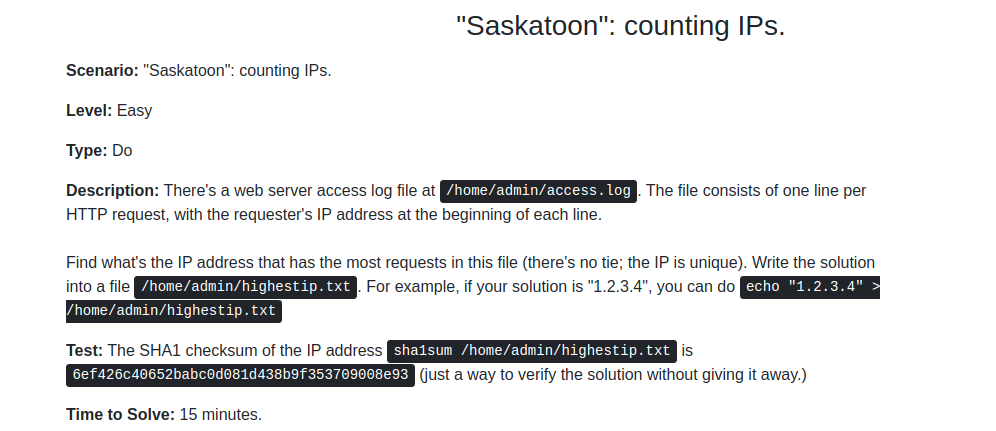 "Saskatoon": counting IPs.
Scenario: "Saskatoon": counting IPs.
Level: Easy
Type: Do
Description: There's a web server access log file at /home/admin/access.log. The file consists of one line per
HTTP request, with the requester's IP address at the beginning of each line.
Find what's the IP address that has the most requests in this file (there's no tie; the IP is unique). Write the solution
into a file /home/admin/highestip.txt. For example, if your solution is "1.2.3.4", you can do echo "1.2.3.4" >
/home/admin/highestip.txt
Test: The SHA1 checksum of the IP address sha1sum /home/admin/highestip.txt is
6ef426c40652babc0d081d438b9f353709008e93 (just a way to verify the solution without giving it away.)
Time to Solve: 15 minutes.